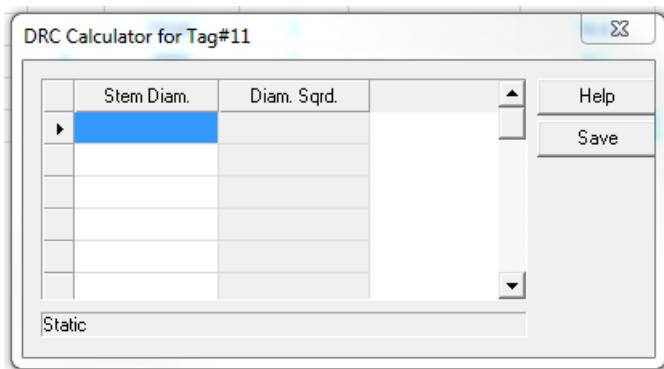 DRC Calculator for Tag#11
Stem Diam. Diam. Sqrd.
Help
Save
Static